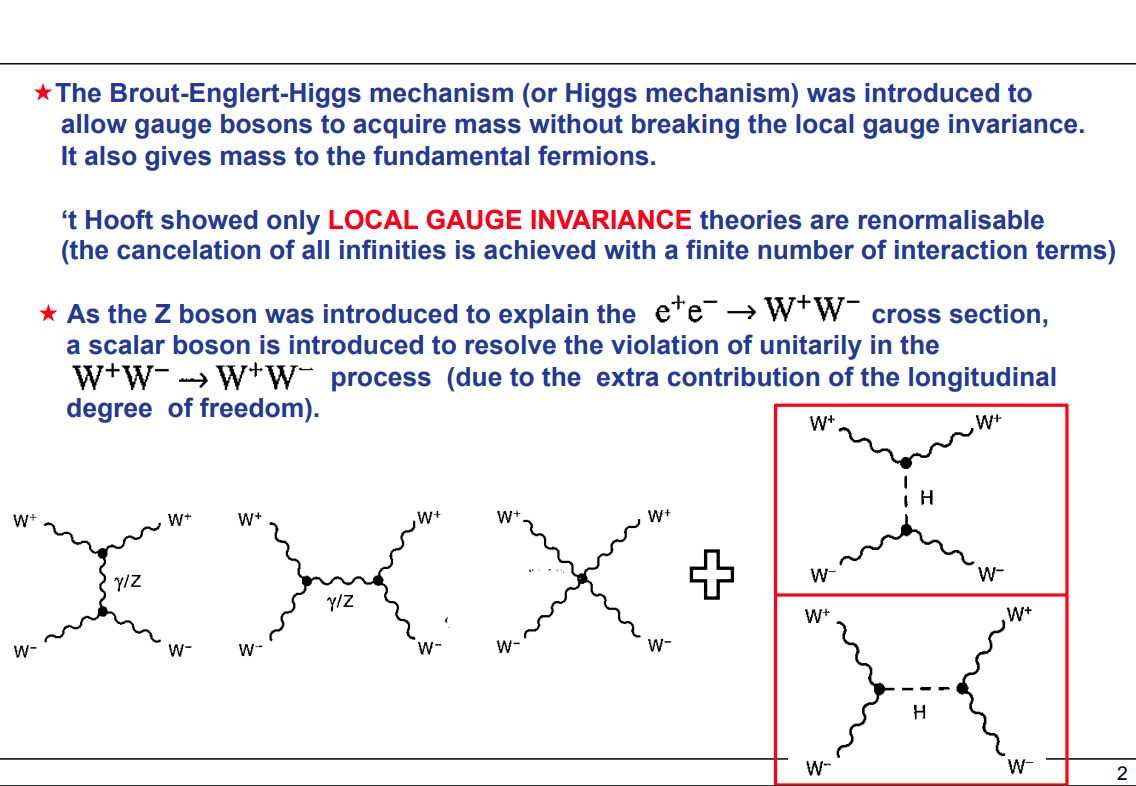 ★The Brout-Englert-Higgs mechanism (or Higgs mechanism) was introduced to
allow gauge bosons to acquire mass without breaking the local gauge invariance.
It also gives mass to the fundamental fermions.
‘t Hooft showed only LOCAL GAUGE INVARIANCE theories are renormalisable
(the cancelation of all infinities is achieved with a finite number of interaction terms)
★ As the Z boson was introduced to explain the e⁺e⁻ → W⁺W⁻ cross section,
a scalar boson is introduced to resolve the violation of unitarily in the
W⁺W⁻ → W⁺W⁻ process (due to the extra contribution of the longitudinal
degree of freedom).
W⁺ W⁺
γ/Z
W⁻ W⁻
W⁺ W⁺
γ/Z
W⁻ W⁻
W⁺ W⁺
W⁻ W⁻
W⁺ W⁺
H
W⁻ W⁻
W⁺ W⁺
H
W⁻ W⁻
2